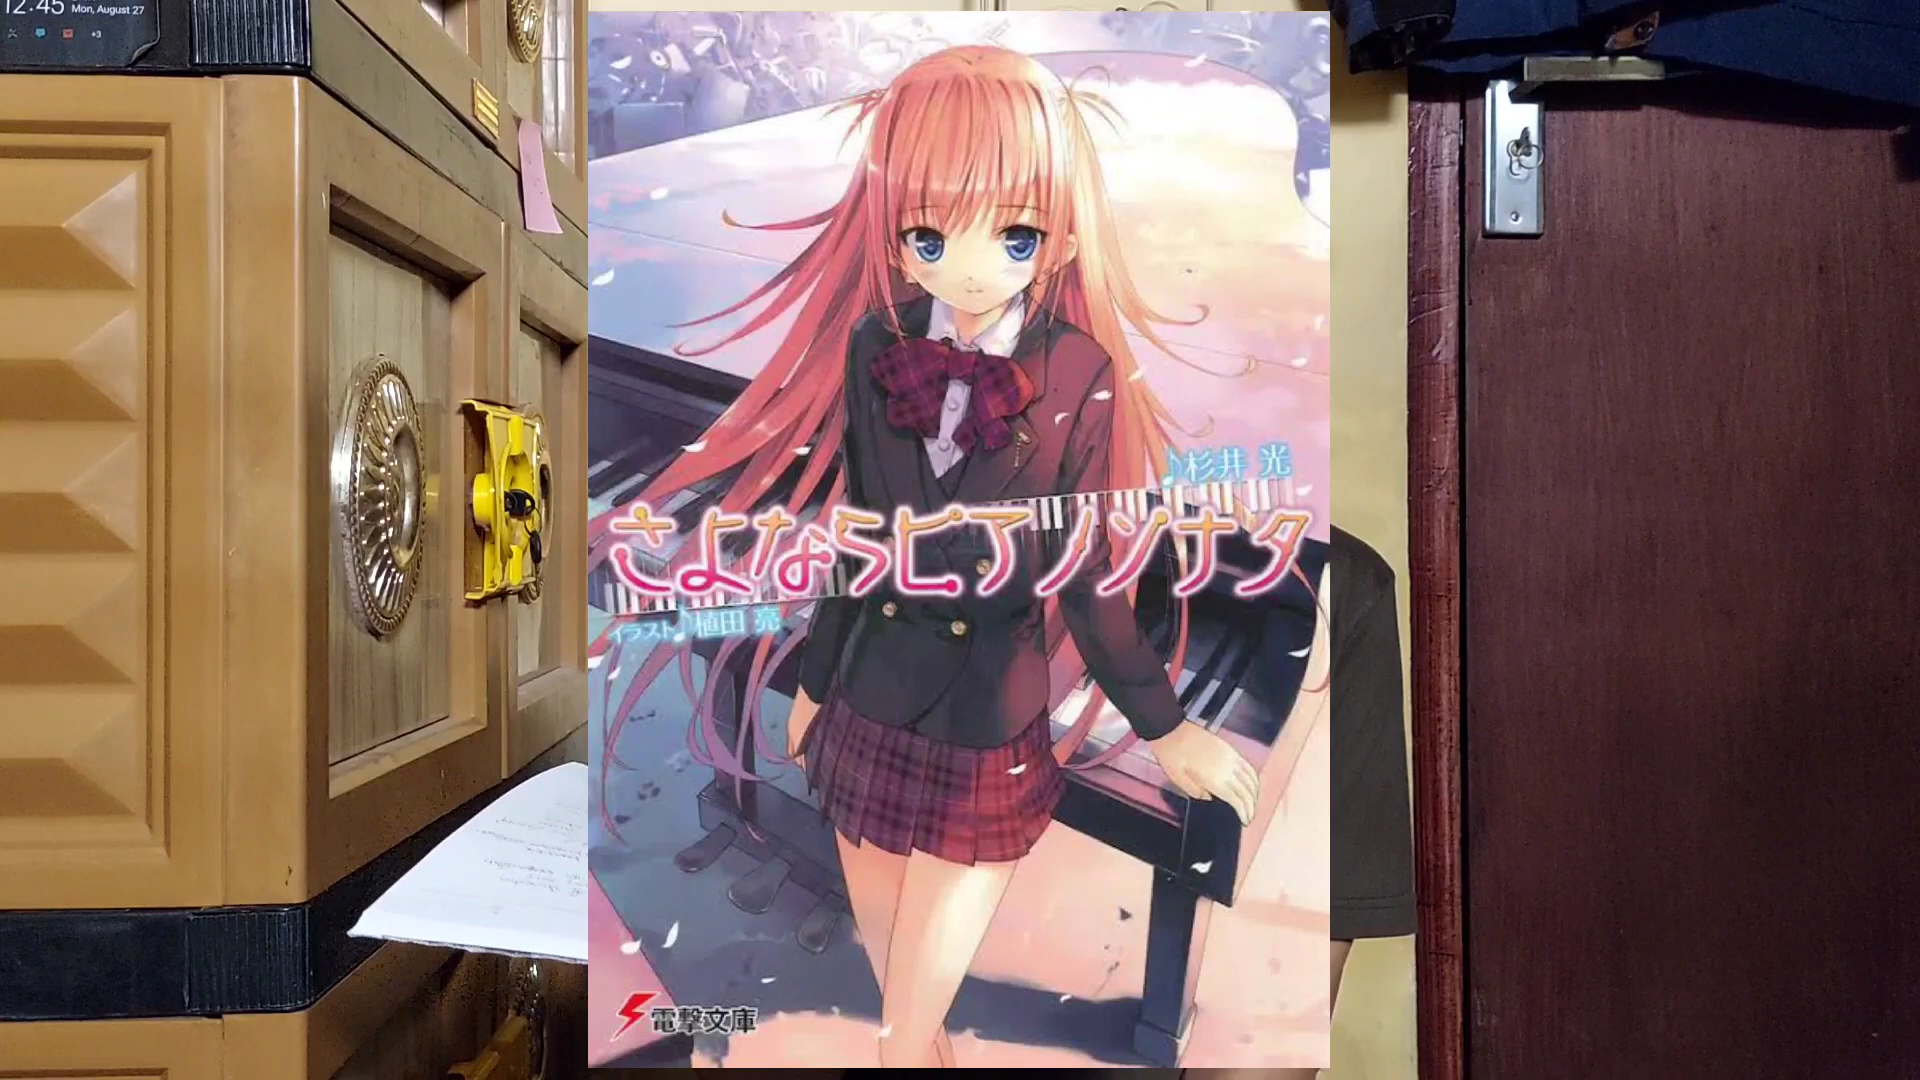 12:45 Mon, August 27
+3
♪杉井 光
さよならピアノソナタ
イラスト♪植田 亮
電撃文庫